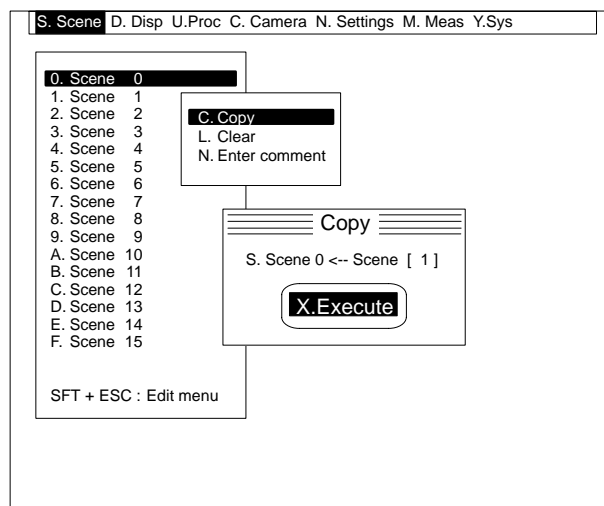 S. Scene D. Disp U.Proc C. Camera N. Settings M. Meas Y.Sys
0. Scene 0
1. Scene 1
2. Scene 2
3. Scene 3
4. Scene 4
5. Scene 5
6. Scene 6
7. Scene 7
8. Scene 8
9. Scene 9
A. Scene 10
B. Scene 11
C. Scene 12
D. Scene 13
E. Scene 14
F. Scene 15
SFT + ESC : Edit menu
C. Copy
L. Clear
N. Enter comment
Copy
S. Scene 0 <-- Scene [ 1 ]
X.Execute